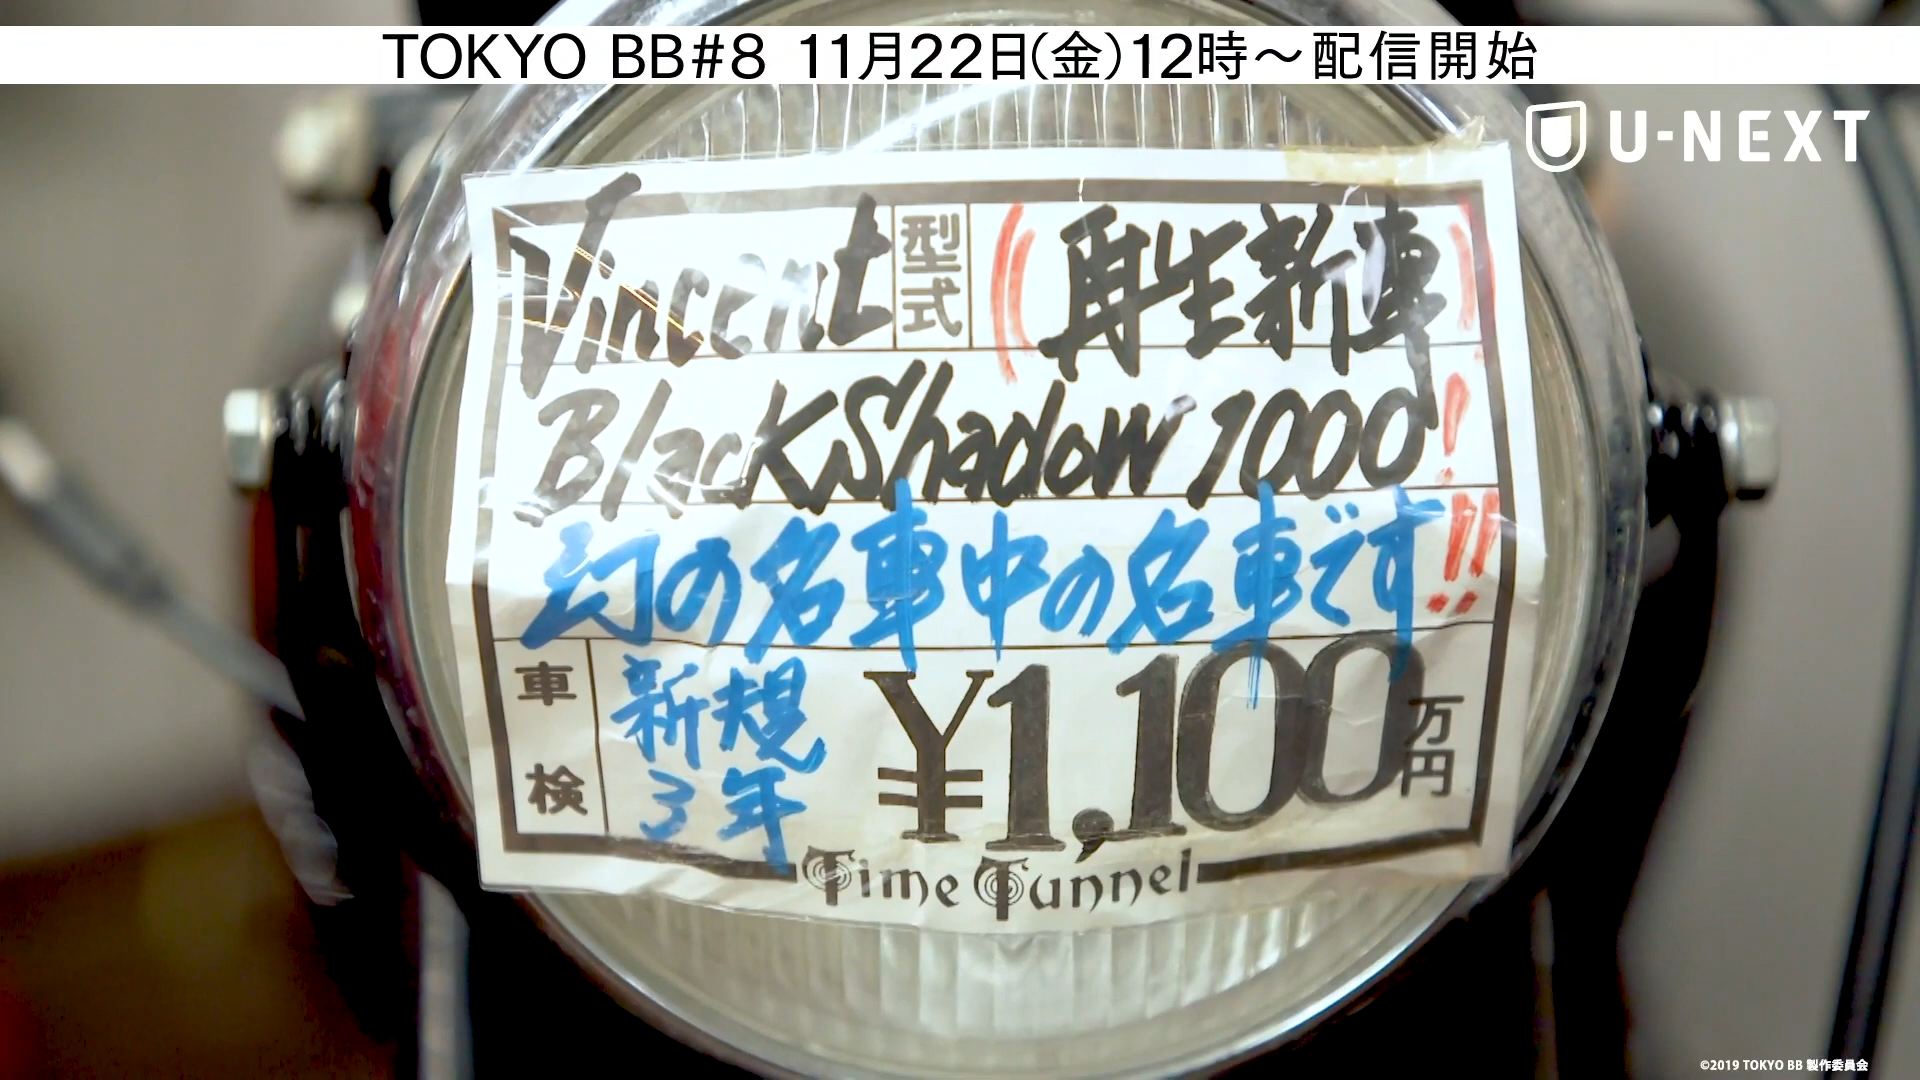 TOKYO BB#8 11月22日(金)12時～配信開始
U-NEXT
Vincent 型式 (再生新車)
Black Shadow 1000!
幻の名車中の名車です!!
車検 新規3年 ¥1,100万円
Time Tunnel
©2019 TOKYO BB 製作委員会